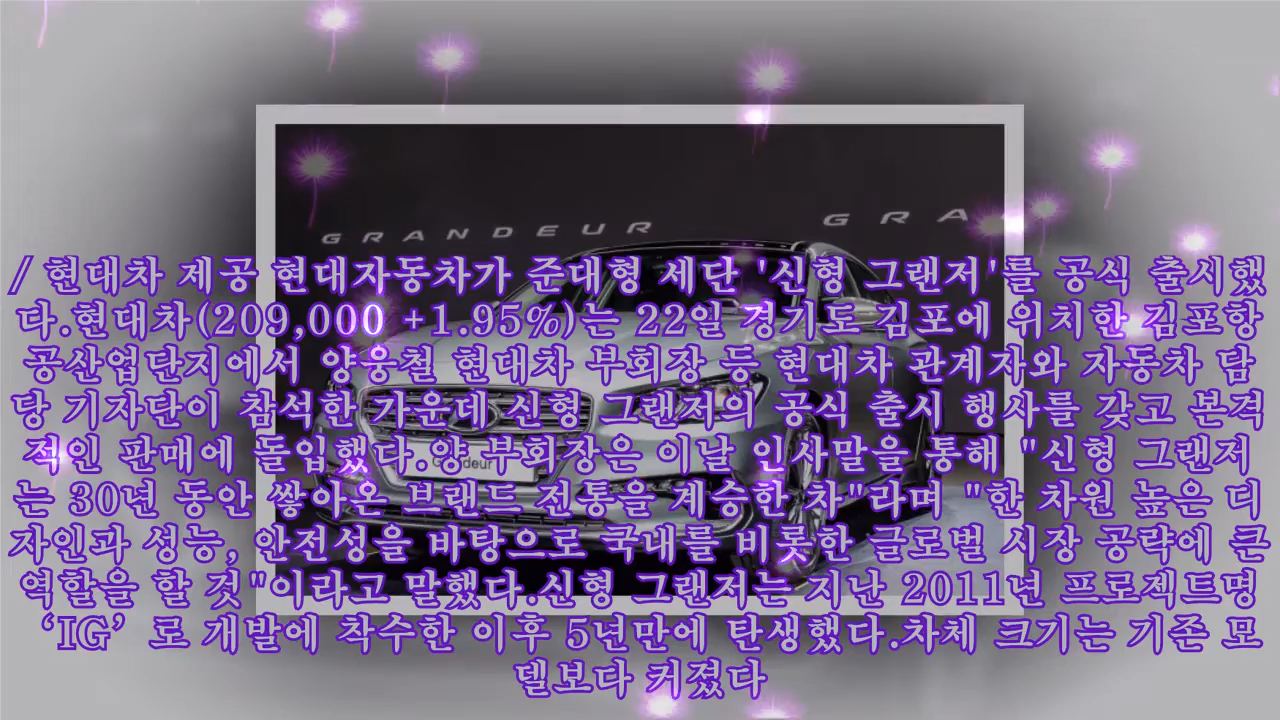 GRANDEUR
GRA
/ 현대차 제공 현대자동차가 준대형 세단 '신형 그랜저'를 공식 출시했
다.현대차(209,000 +1.95%)는 22일 경기도 김포에 위치한 김포항
공산업단지에서 양웅철 현대차 부회장 등 현대차 관계자와 자동차 담
당 기자단이 참석한 가운데 신형 그랜저의 공식 출시 행사를 갖고 본격
적인 판매에 돌입했다.양 부회장은 이날 인사말을 통해 "신형 그랜저
는 30년 동안 쌓아온 브랜드 전통을 계승한 차"라며 "한 차원 높은 디
자인과 성능, 안전성을 바탕으로 국내를 비롯한 글로벌 시장 공략에 큰
역할을 할 것"이라고 말했다.신형 그랜저는 지난 2011년 프로젝트명
‘IG’ 로 개발에 착수한 이후 5년만에 탄생했다.차체 크기는 기존 모
델보다 커졌다
Grandeur